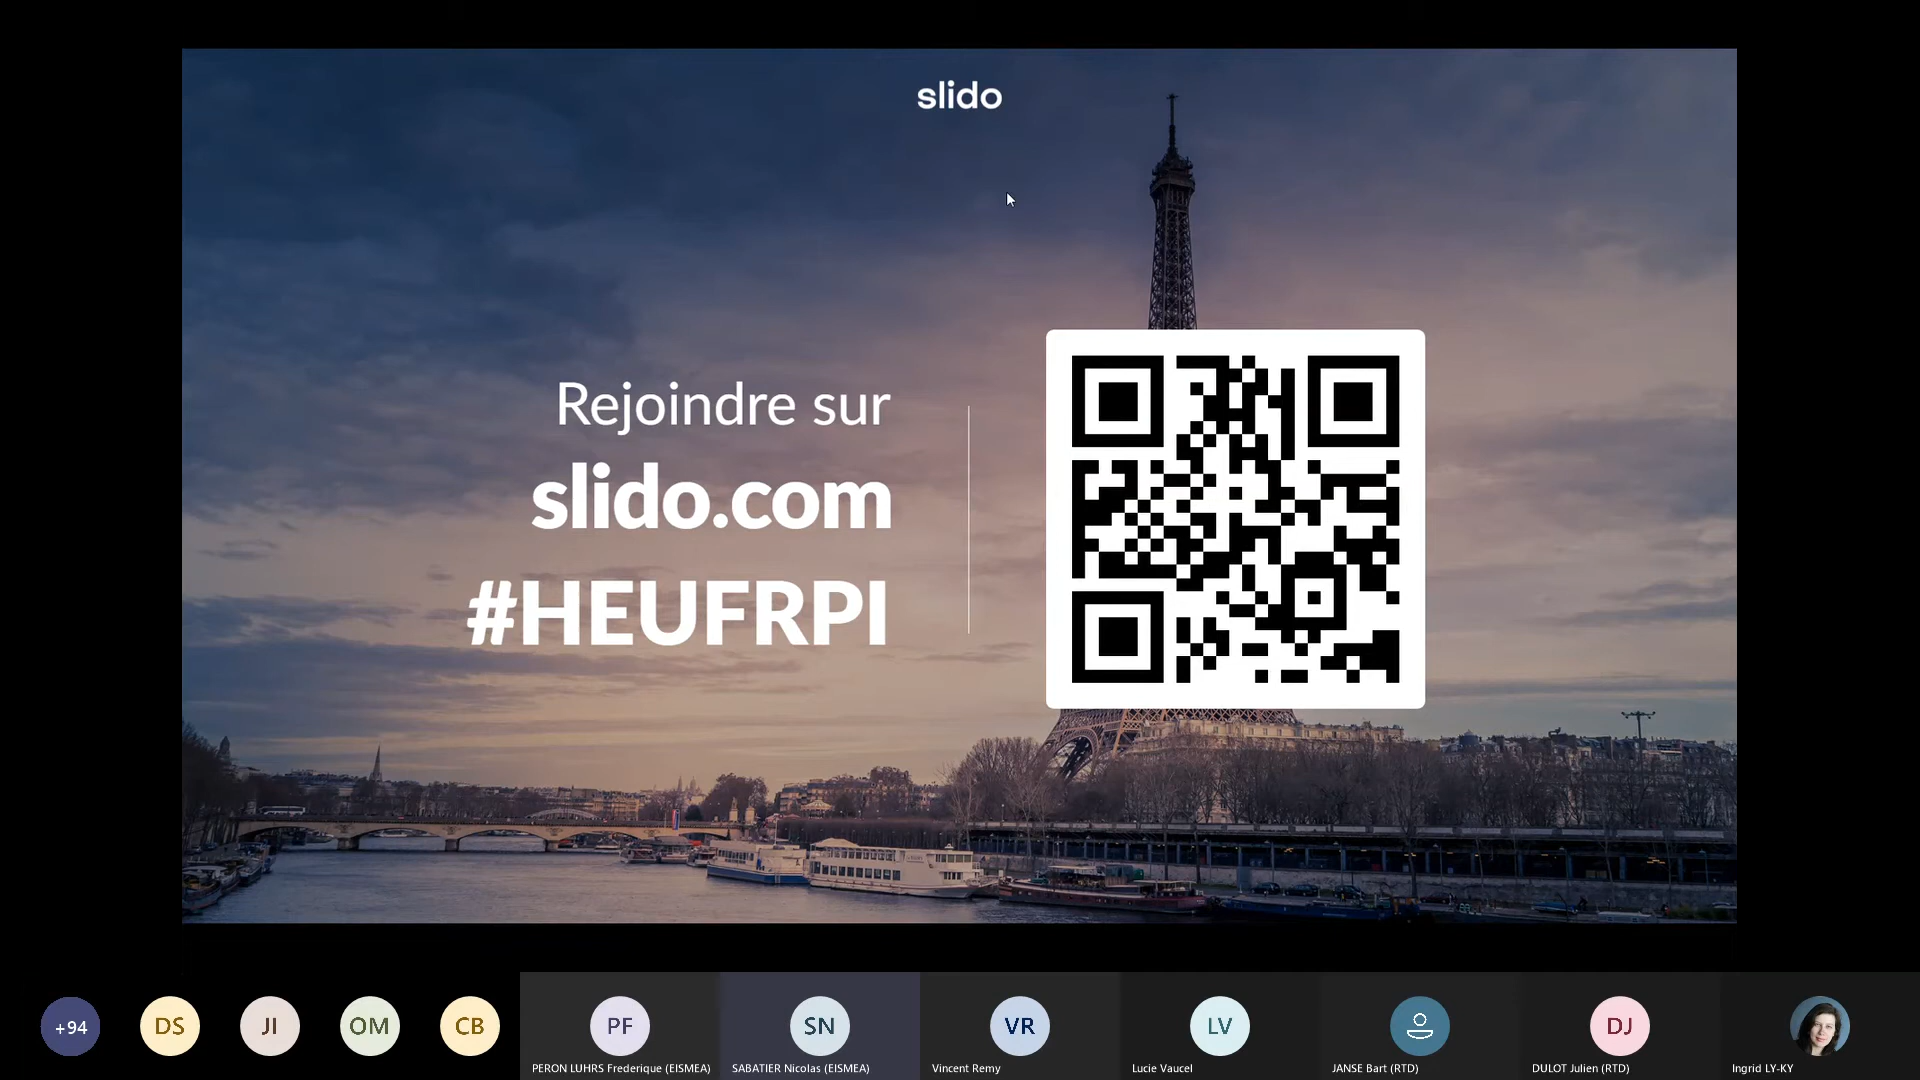 slido
Rejoindre sur
slido.com
#HEUFRPI
+94
DS
JI
OM
CB
PF
SN
VR
LV
DJ
PERON LUHRS Frederique (EISMEA)
SABATIER Nicolas (EISMEA)
Vincent Remy
Lucie Vaucel
JANSE Bart (RTD)
DULOT Julien (RTD)
Ingrid LY-KY